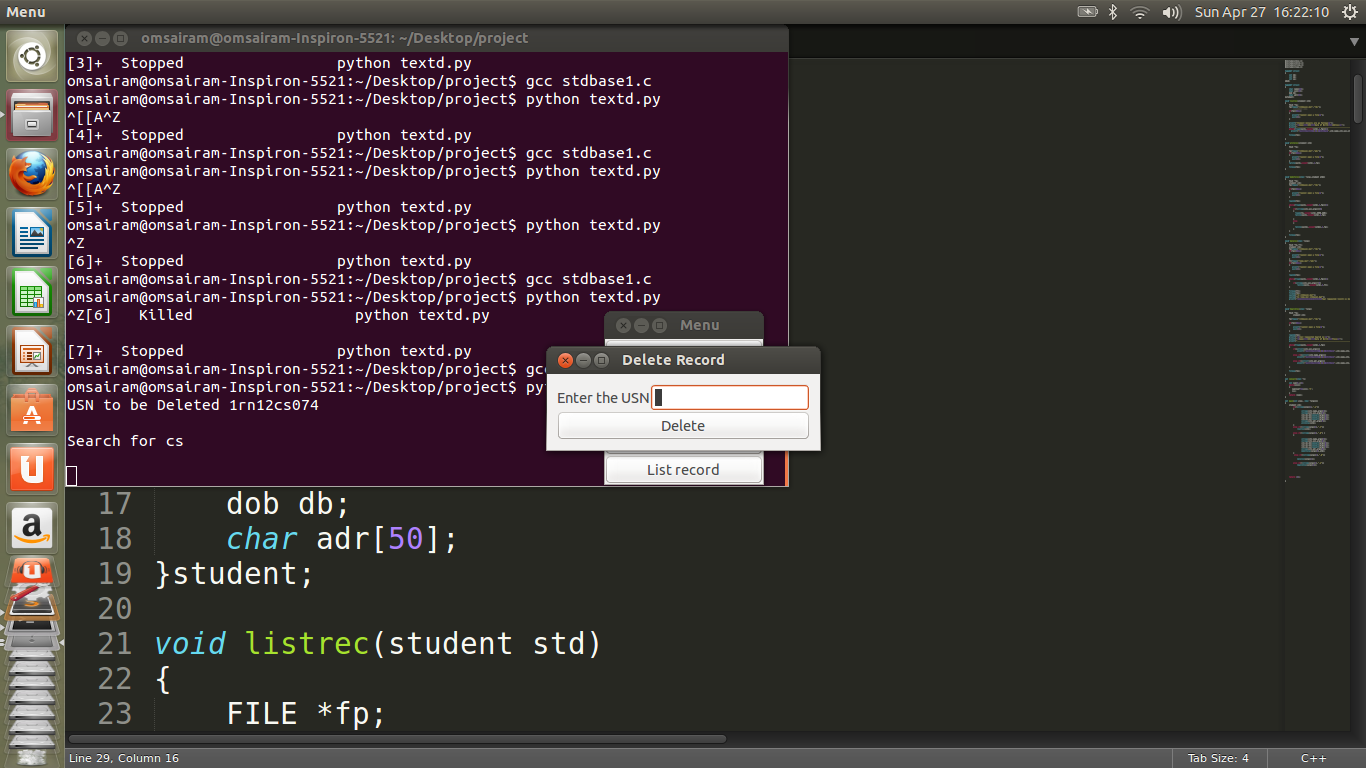 Menu
Sun Apr 27 16:22:10
omsairam@omsairam-Inspiron-5521: ~/Desktop/project
[3]+  Stopped                 python textd.py
omsairam@omsairam-Inspiron-5521:~/Desktop/project$ gcc stdbase1.c
omsairam@omsairam-Inspiron-5521:~/Desktop/project$ python textd.py
^[[A^Z
[4]+  Stopped                 python textd.py
omsairam@omsairam-Inspiron-5521:~/Desktop/project$ gcc stdbase1.c
omsairam@omsairam-Inspiron-5521:~/Desktop/project$ python textd.py
^[[A^Z
[5]+  Stopped                 python textd.py
omsairam@omsairam-Inspiron-5521:~/Desktop/project$ python textd.py
^Z
[6]+  Stopped                 python textd.py
omsairam@omsairam-Inspiron-5521:~/Desktop/project$ gcc stdbase1.c
omsairam@omsairam-Inspiron-5521:~/Desktop/project$ python textd.py
^Z[6]   Killed                  python textd.py
[7]+  Stopped                 python textd.py
omsairam@omsairam-Inspiron-5521:~/Desktop/project$ gc
omsairam@omsairam-Inspiron-5521:~/Desktop/project$ py
USN to be Deleted 1rn12cs074
Search for cs
Menu
Delete Record
Enter the USN
Delete
List record
17 dob db;
18 char adr[50];
19 }student;
20
21 void listrec(student std)
22 {
23 FILE *fp;
Line 29, Column 16
Tab Size: 4
C++